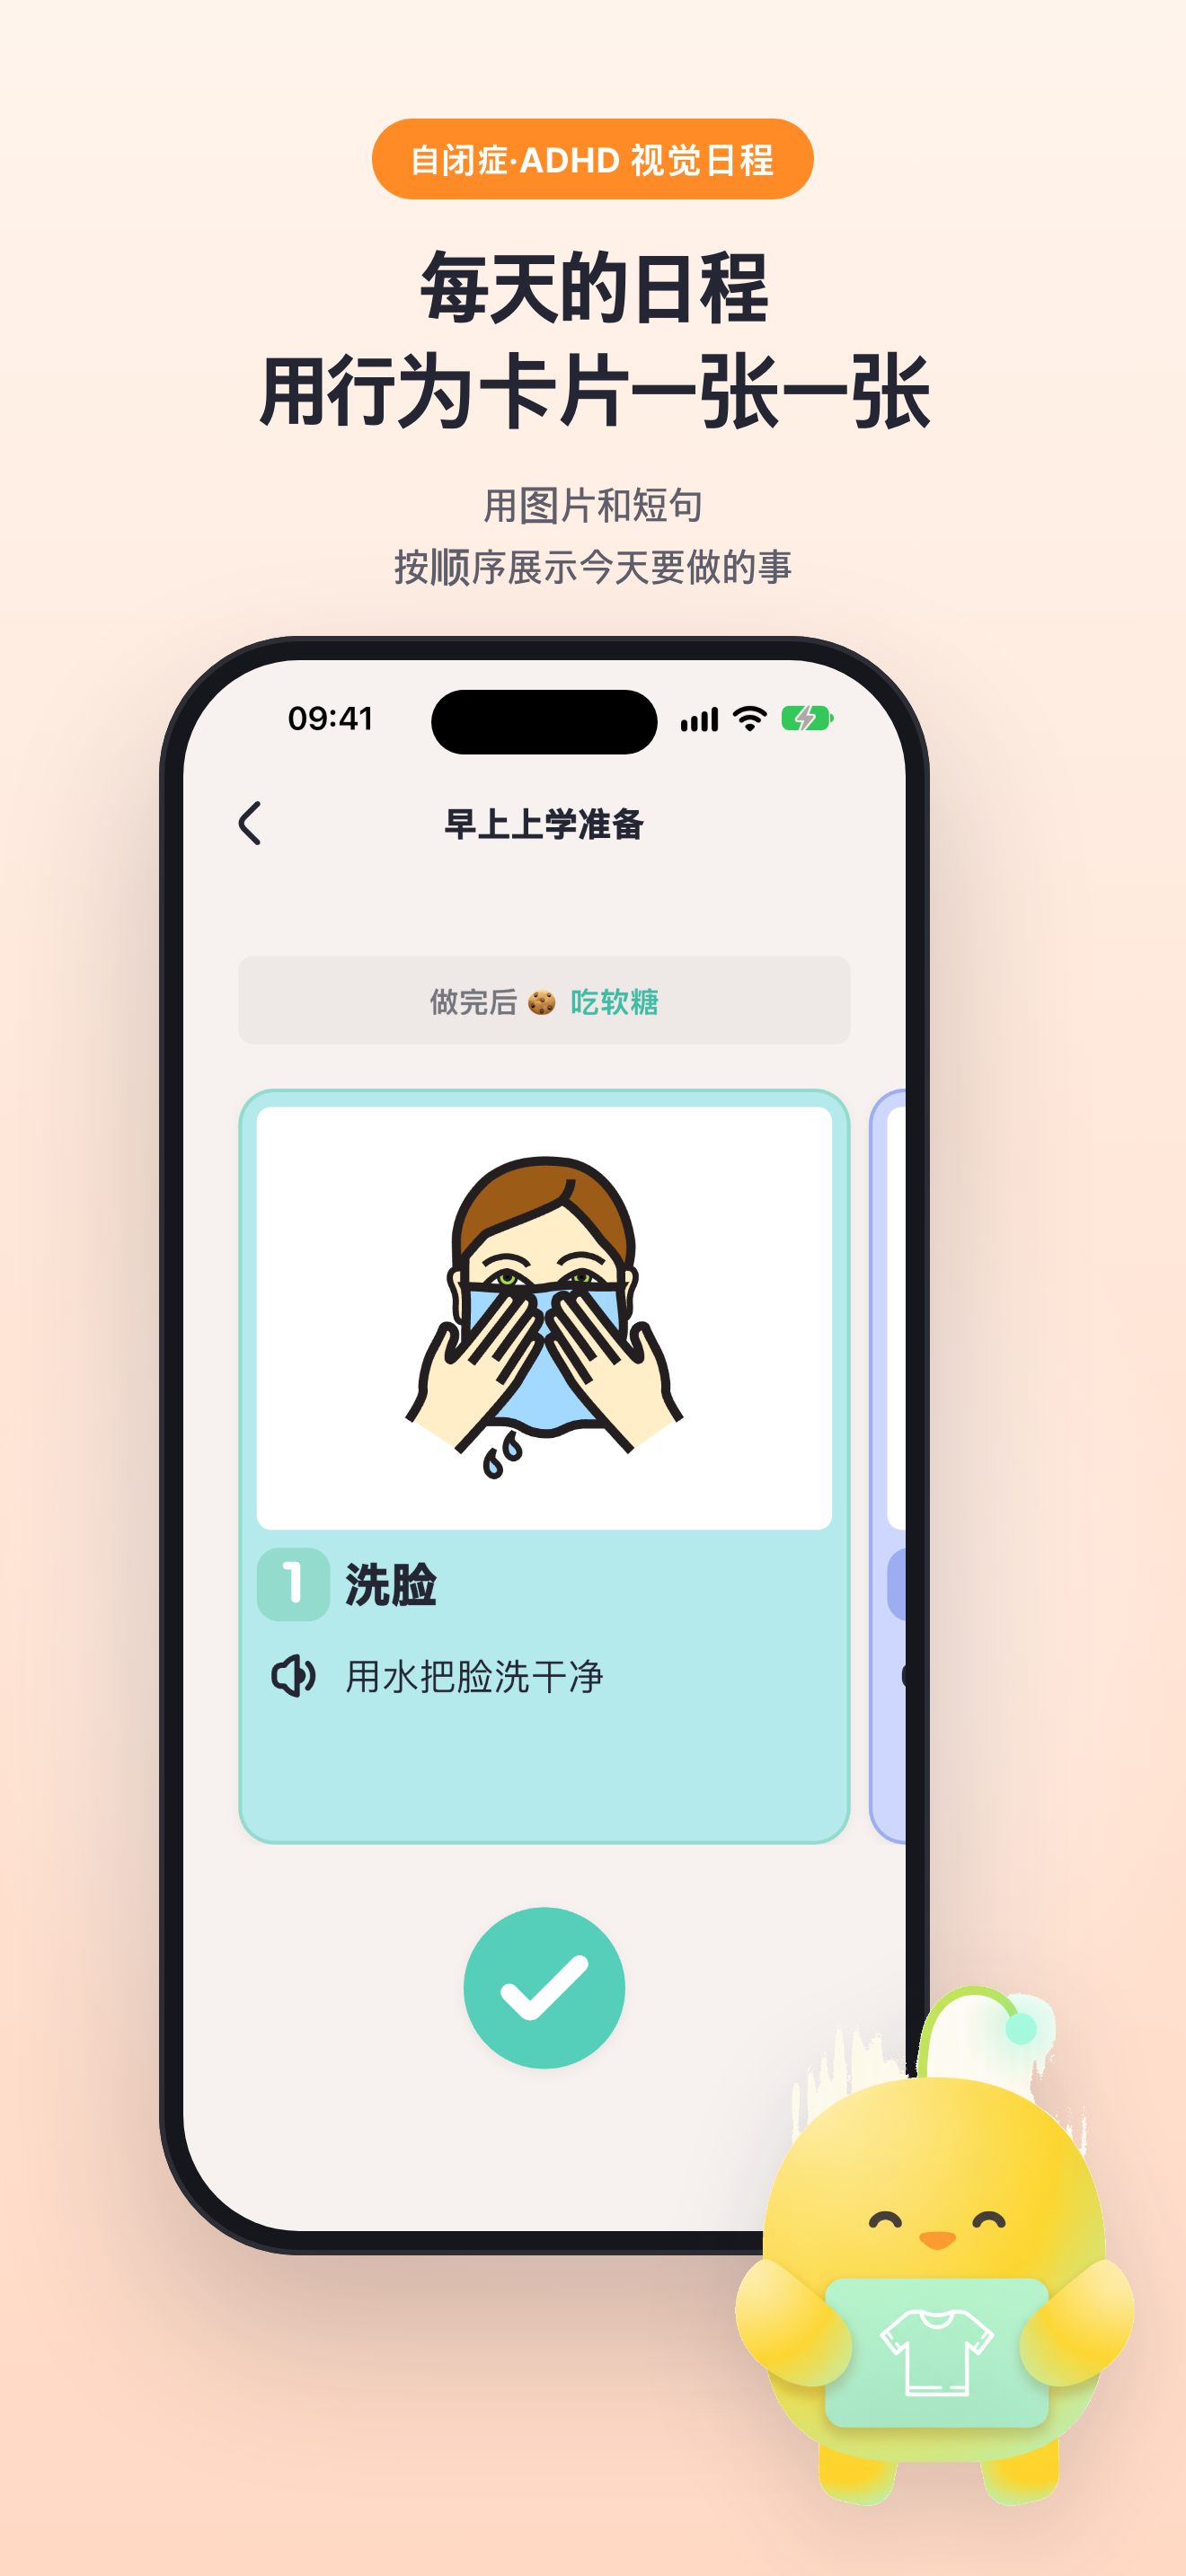 自闭症·ADHD 视觉日程
每天的日程
用行为卡片一张一张
用图片和短句
按顺序展示今天要做的事
09:41
早上上学准备
做完后 🍪 吃软糖
1 洗脸
用水把脸洗干净